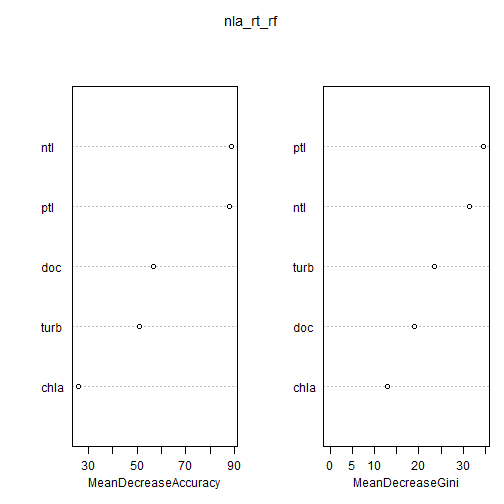 nla_rt_rf
ntl
ptl
doc
turb
chla
30 50 70 90
MeanDecreaseAccuracy
ptl
ntl
turb
doc
chla
0 5 10 20 30
MeanDecreaseGini